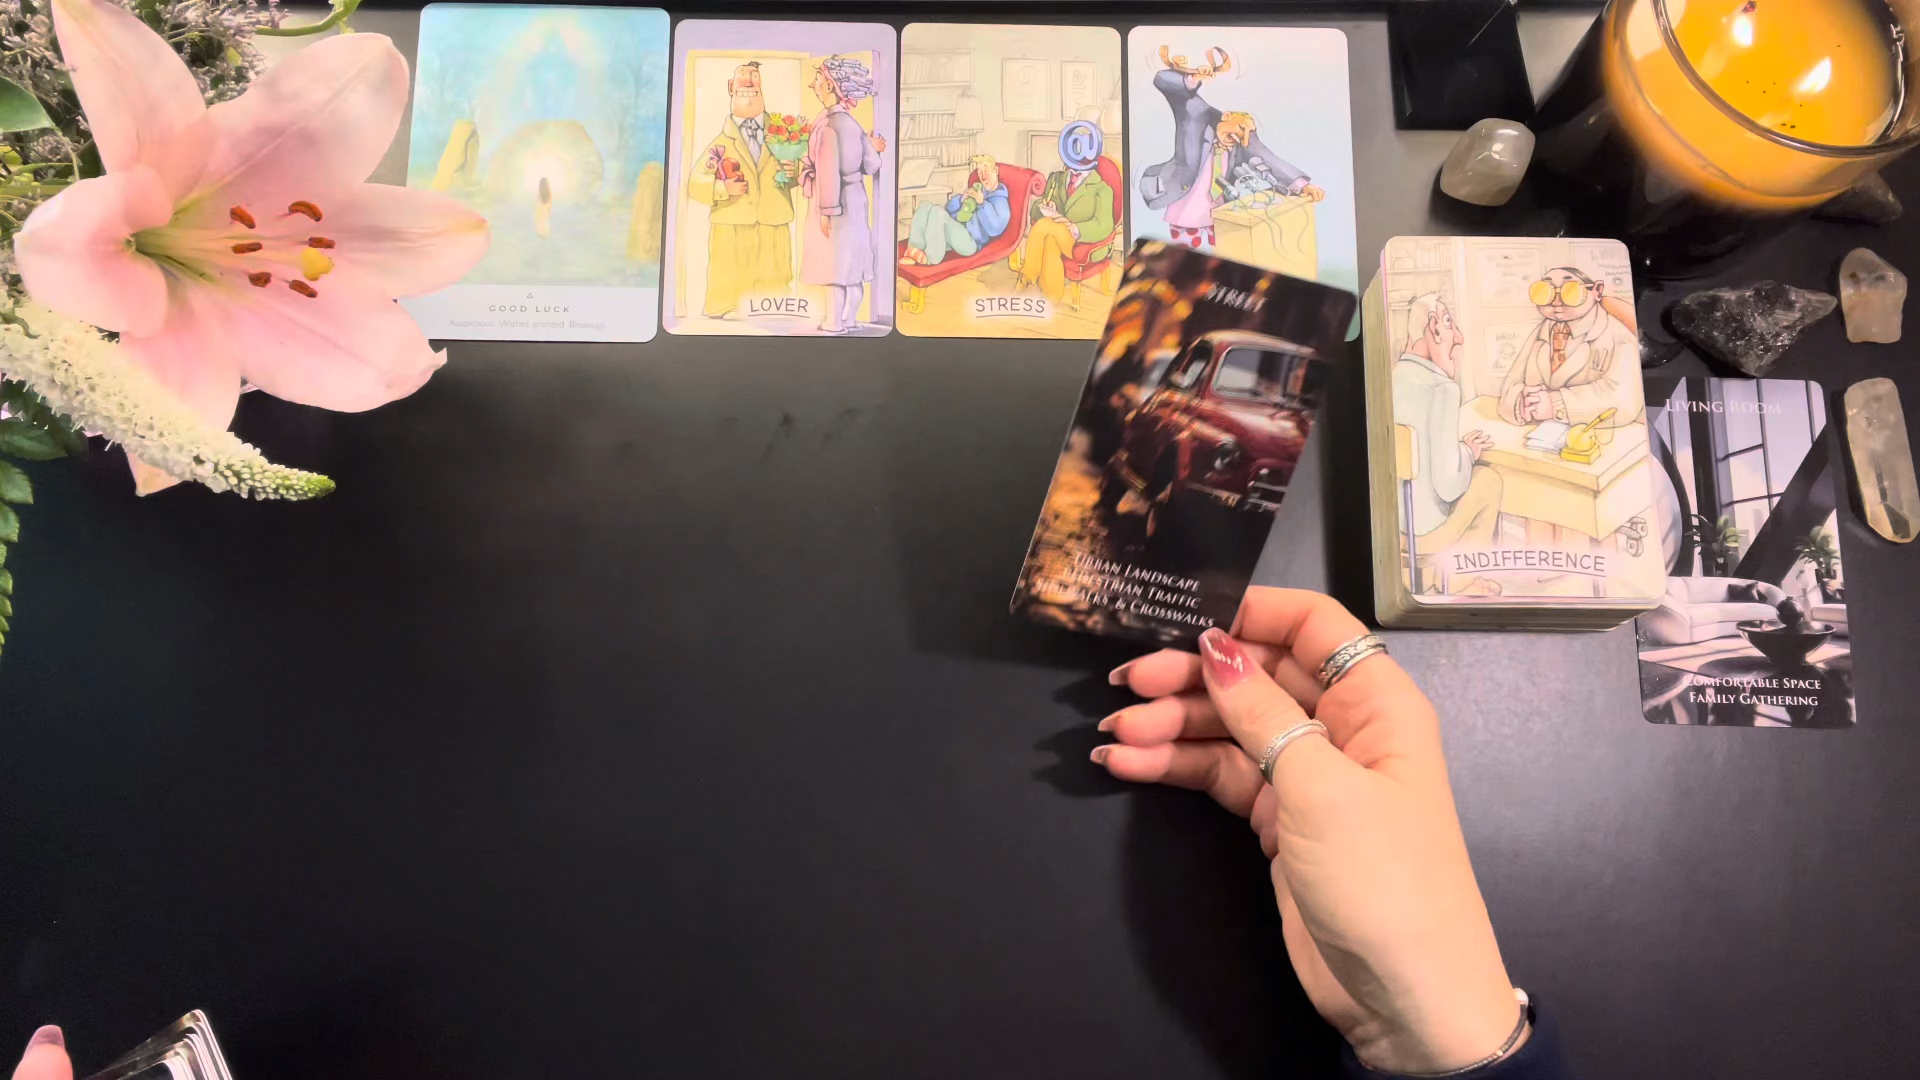 GOOD LUCK
Auspicious Wishes granted Blessings
LOVER
STRESS
@
STREET
URBAN LANDSCAPE
PEDESTRIAN TRAFFIC
SIDEWALKS & CROSSWALKS
INDIFFERENCE
LIVING ROOM
COMFORTABLE SPACE
FAMILY GATHERING